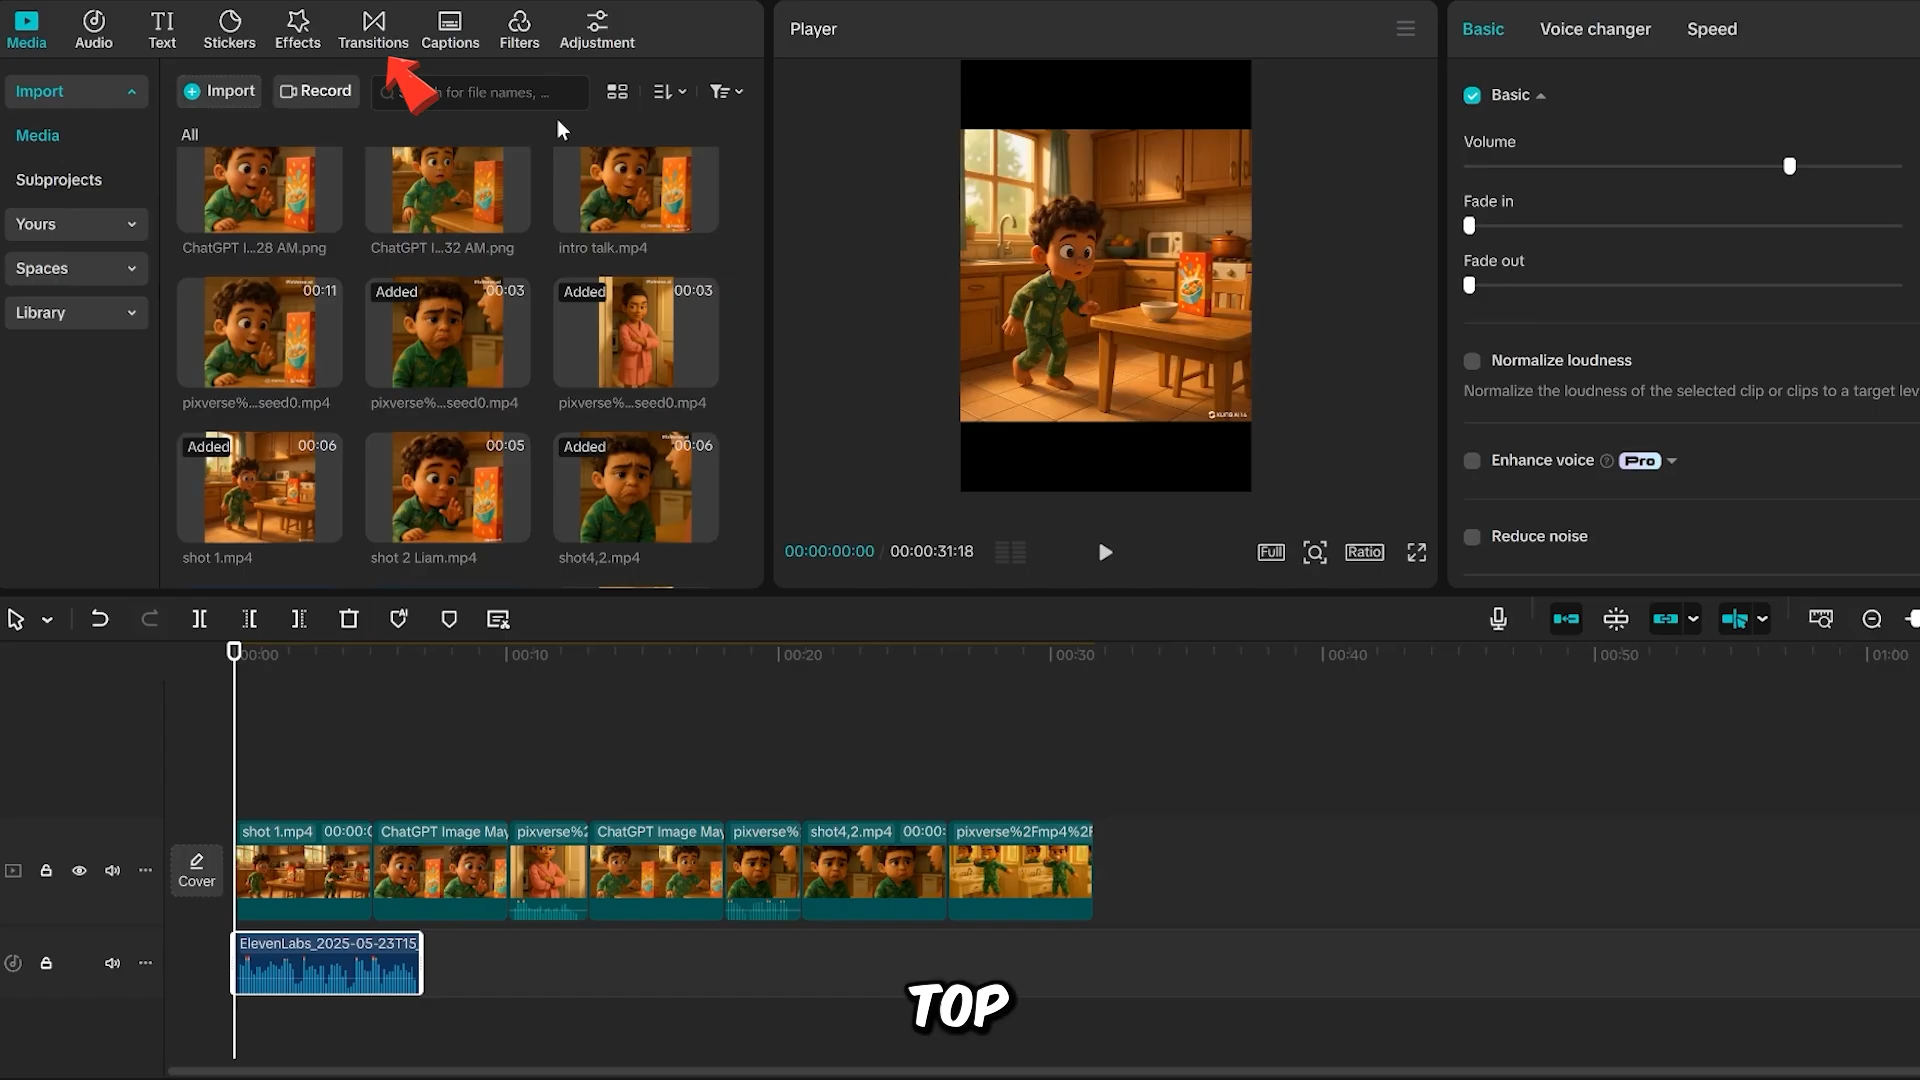 Media
Audio
TI
Text
Stickers
Effects
Transitions
Captions
Filters
Adjustment
Import
Media
Subprojects
Yours
Spaces
Library
Import
Record
for file names, ...
All
ChatGPT I...28 AM.png
ChatGPT I...32 AM.png
intro talk.mp4
00:11
Added
00:03
Added
00:03
pixverse%...seed0.mp4
pixverse%...seed0.mp4
pixverse%...seed0.mp4
Added
00:06
00:05
Added
00:06
shot 1.mp4
shot 2 Liam.mp4
shot4,2.mp4
Player
KLING AI 1.6
00:00:00:00 / 00:00:31:18
Full
Ratio
Basic
Voice changer
Speed
Basic
Volume
Fade in
Fade out
Normalize loudness
Normalize the loudness of the selected clip or clips to a target lev
Enhance voice
Pro
Reduce noise
00:00
00:10
00:20
00:30
00:40
00:50
01:00
Cover
shot 1.mp4 00:00:0
ChatGPT Image May
pixverse%2
ChatGPT Image May
pixverse%
shot4,2.mp4 00:00:
pixverse%2Fmp4%2F
ElevenLabs_2025-05-23T15_
TOP